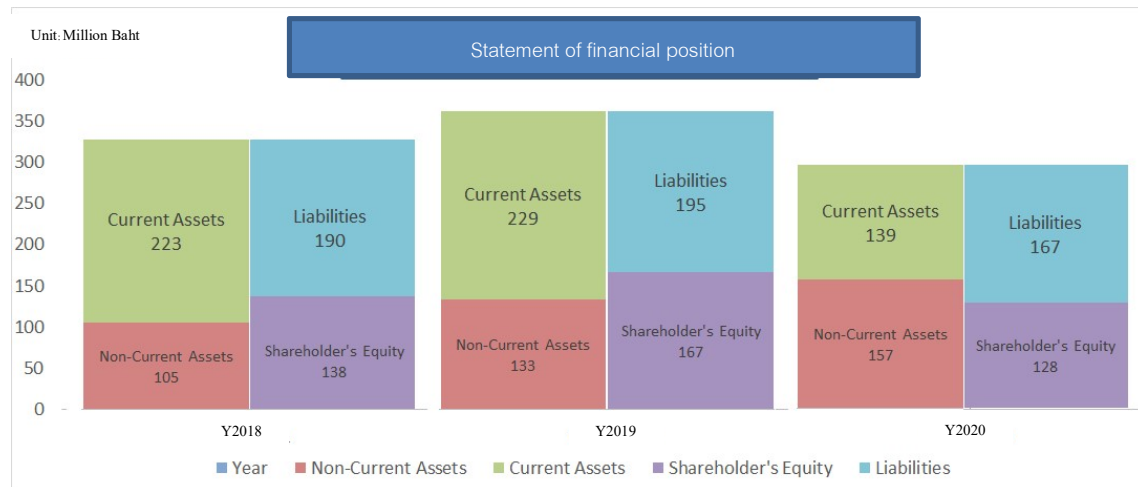 Unit: Million Baht
Statement of financial position
400
350
300
250
200
150
100
50
0
Current Assets
223
Liabilities
190
Non-Current Assets
105
Shareholder's Equity
138
Current Assets
229
Liabilities
195
Non-Current Assets
133
Shareholder's Equity
167
Current Assets
139
Liabilities
167
Non-Current Assets
157
Shareholder's Equity
128
Y2018
Y2019
Y2020
Year
Non-Current Assets
Current Assets
Shareholder's Equity
Liabilities